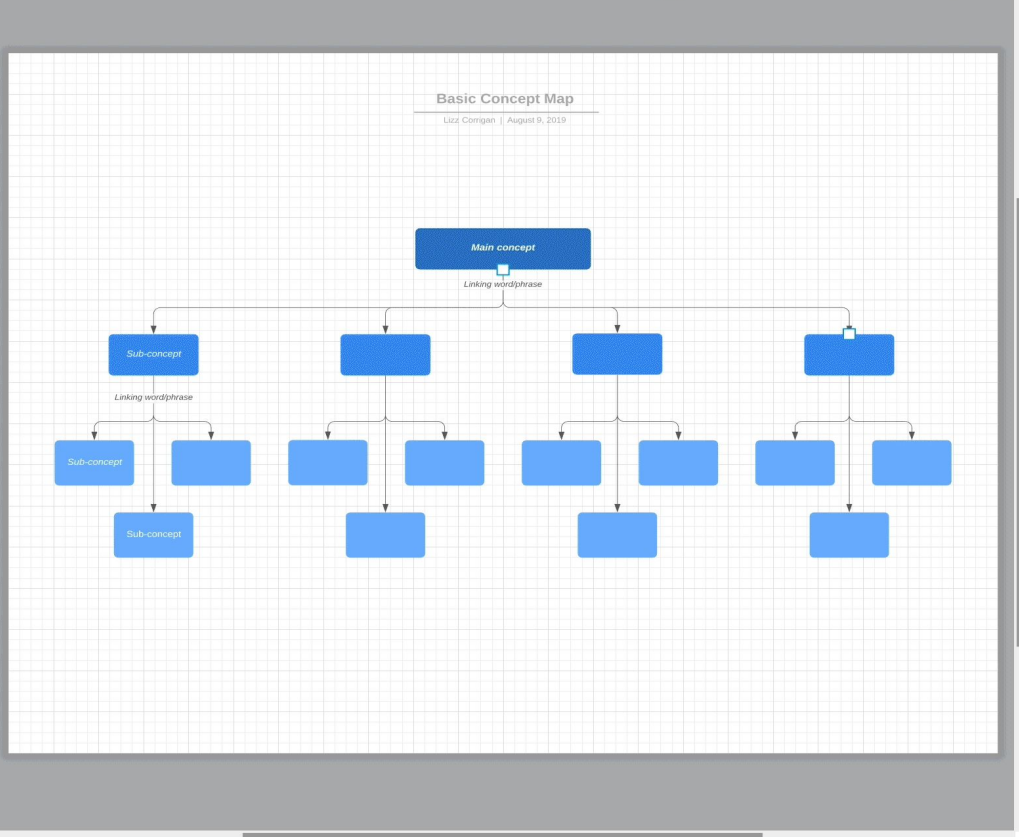 Basic Concept Map
Lizz Corrigan | August 9, 2019
Main concept
Linking word/phrase
Sub-concept
Linking word/phrase
Sub-concept
Sub-concept